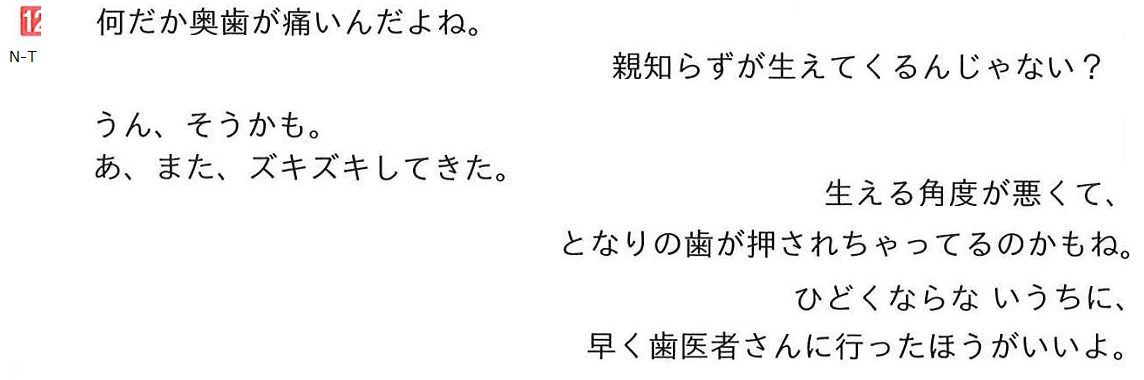 12
何だか奥歯が痛いんだよね。
N-T
親知らずが生えてくるんじゃない？
うん、そうかも。
あ、また、ズキズキしてきた。
生える角度が悪くて、
となりの歯が押されちゃってるのかもね。
ひどくならな いうちに、
早く歯医者さんに行ったほうがいいよ。